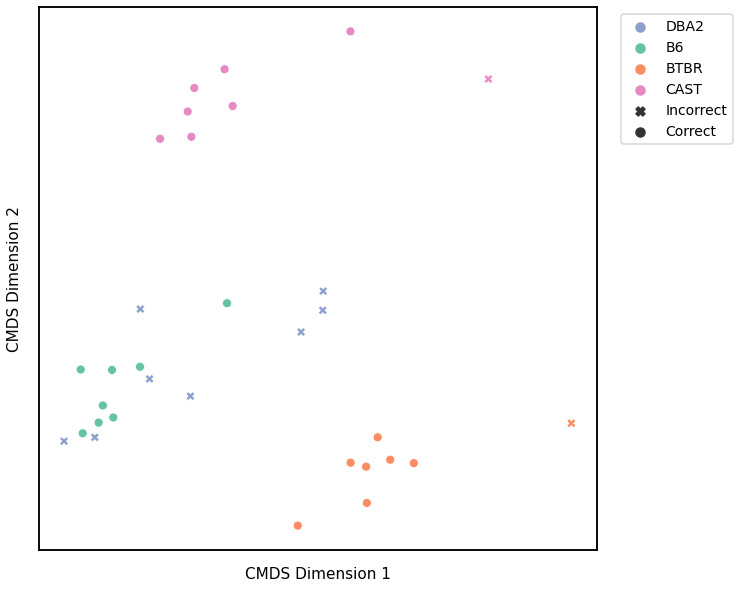 DBA2
B6
BTBR
CAST
Incorrect
Correct
CMDS Dimension 2
CMDS Dimension 1